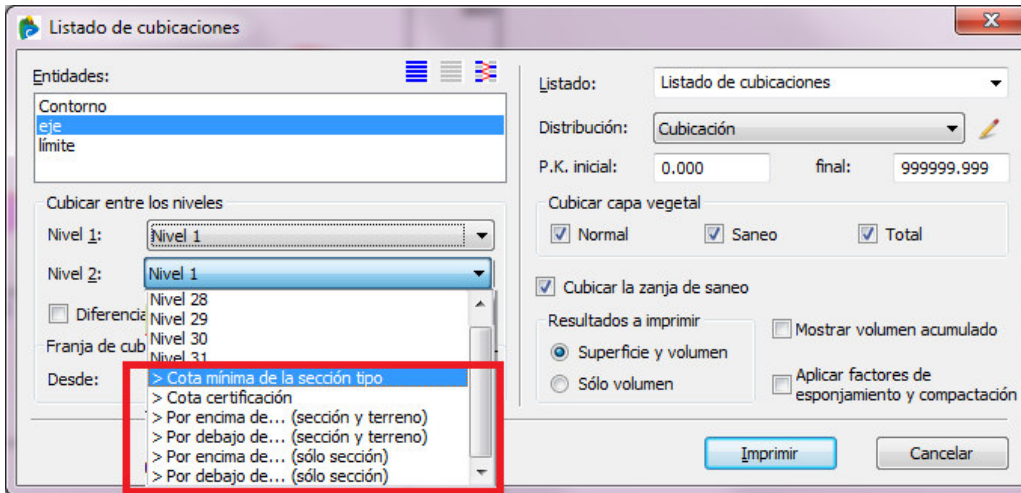 Listado de cubicaciones
Entidades:
Contorno
eje
límite
Cubicar entre los niveles
Nivel 1:
Nivel 1
Nivel 2:
Nivel 1
Nivel 28
Nivel 29
Nivel 30
Nivel 31
> Cota mínima de la sección tipo
> Cota certificación
> Por encima de... (sección y terreno)
> Por debajo de... (sección y terreno)
> Por encima de... (sólo sección)
> Por debajo de... (sólo sección)
Diferencia
Franja de cub
Desde:
Listado:
Listado de cubicaciones
Distribución:
Cubicación
P.K. inicial:
0.000
final:
999999.999
Cubicar capa vegetal
Normal
Saneo
Total
Cubicar la zanja de saneo
Resultados a imprimir
Superficie y volumen
Sólo volumen
Mostrar volumen acumulado
Aplicar factores de
esponjamiento y compactación
Imprimir
Cancelar